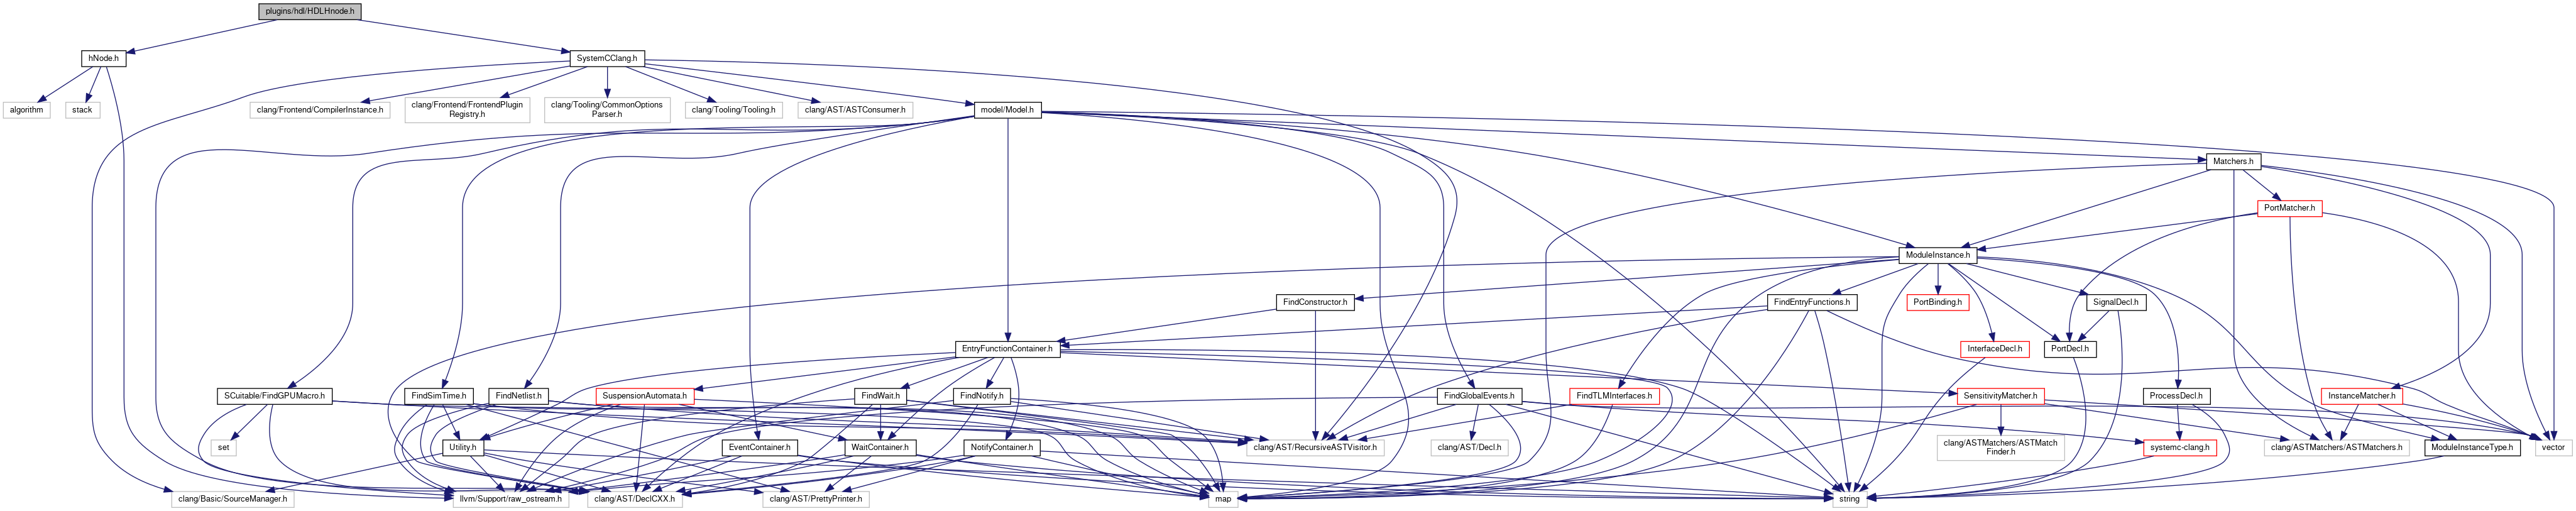 plugins/hdl/HDLHnode.h
hNode.h
SystemCClang.h
algorithm
stack
clang/Frontend/CompilerInstance.h
clang/Frontend/FrontendPlugin
Registry.h
clang/Tooling/CommonOptions
Parser.h
clang/Tooling/Tooling.h
clang/AST/ASTConsumer.h
model/Model.h
Matchers.h
PortMatcher.h
ModuleInstance.h
FindConstructor.h
FindEntryFunctions.h
PortBinding.h
SignalDecl.h
EntryFunctionContainer.h
InterfaceDecl.h
PortDecl.h
SCuitable/FindGPUMacro.h
FindSimTime.h
FindNetlist.h
SuspensionAutomata.h
FindWait.h
FindNotify.h
FindGlobalEvents.h
FindTLMInterfaces.h
SensitivityMatcher.h
ProcessDecl.h
InstanceMatcher.h
set
Utility.h
EventContainer.h
WaitContainer.h
NotifyContainer.h
clang/AST/RecursiveASTVisitor.h
clang/AST/Decl.h
clang/ASTMatchers/ASTMatch
Finder.h
systemc-clang.h
clang/ASTMatchers/ASTMatchers.h
ModuleInstanceType.h
vector
clang/Basic/SourceManager.h
llvm/Support/raw_ostream.h
clang/AST/DeclCXX.h
clang/AST/PrettyPrinter.h
map
string